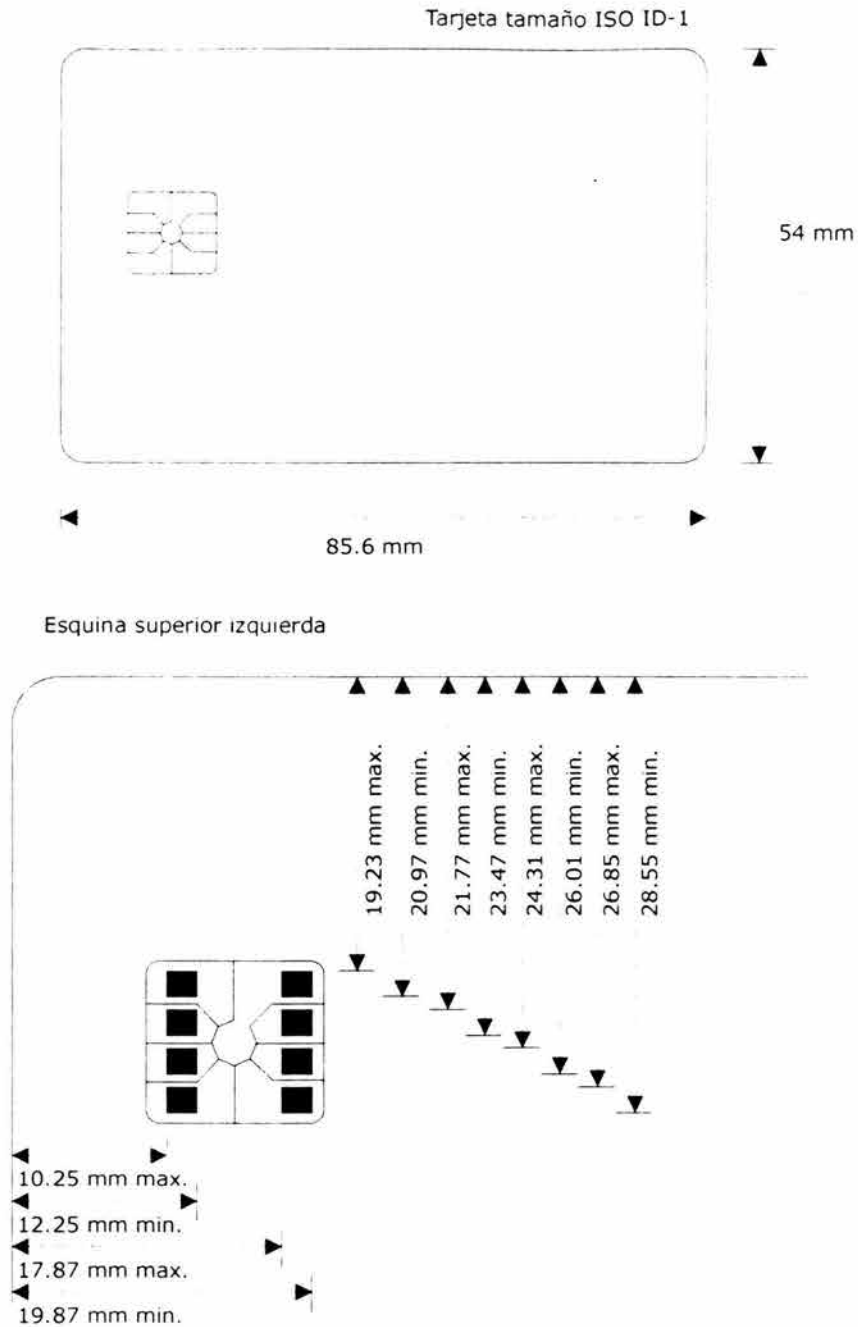 Tarjeta tamaño ISO ID-1
54 mm
85.6 mm
Esquina superior izquierda
19.23 mm max.
20.97 mm min.
21.77 mm max.
23.47 mm min.
24.31 mm max.
26.01 mm min.
26.85 mm max.
28.55 mm min.
10.25 mm max.
12.25 mm min.
17.87 mm max.
19.87 mm min.